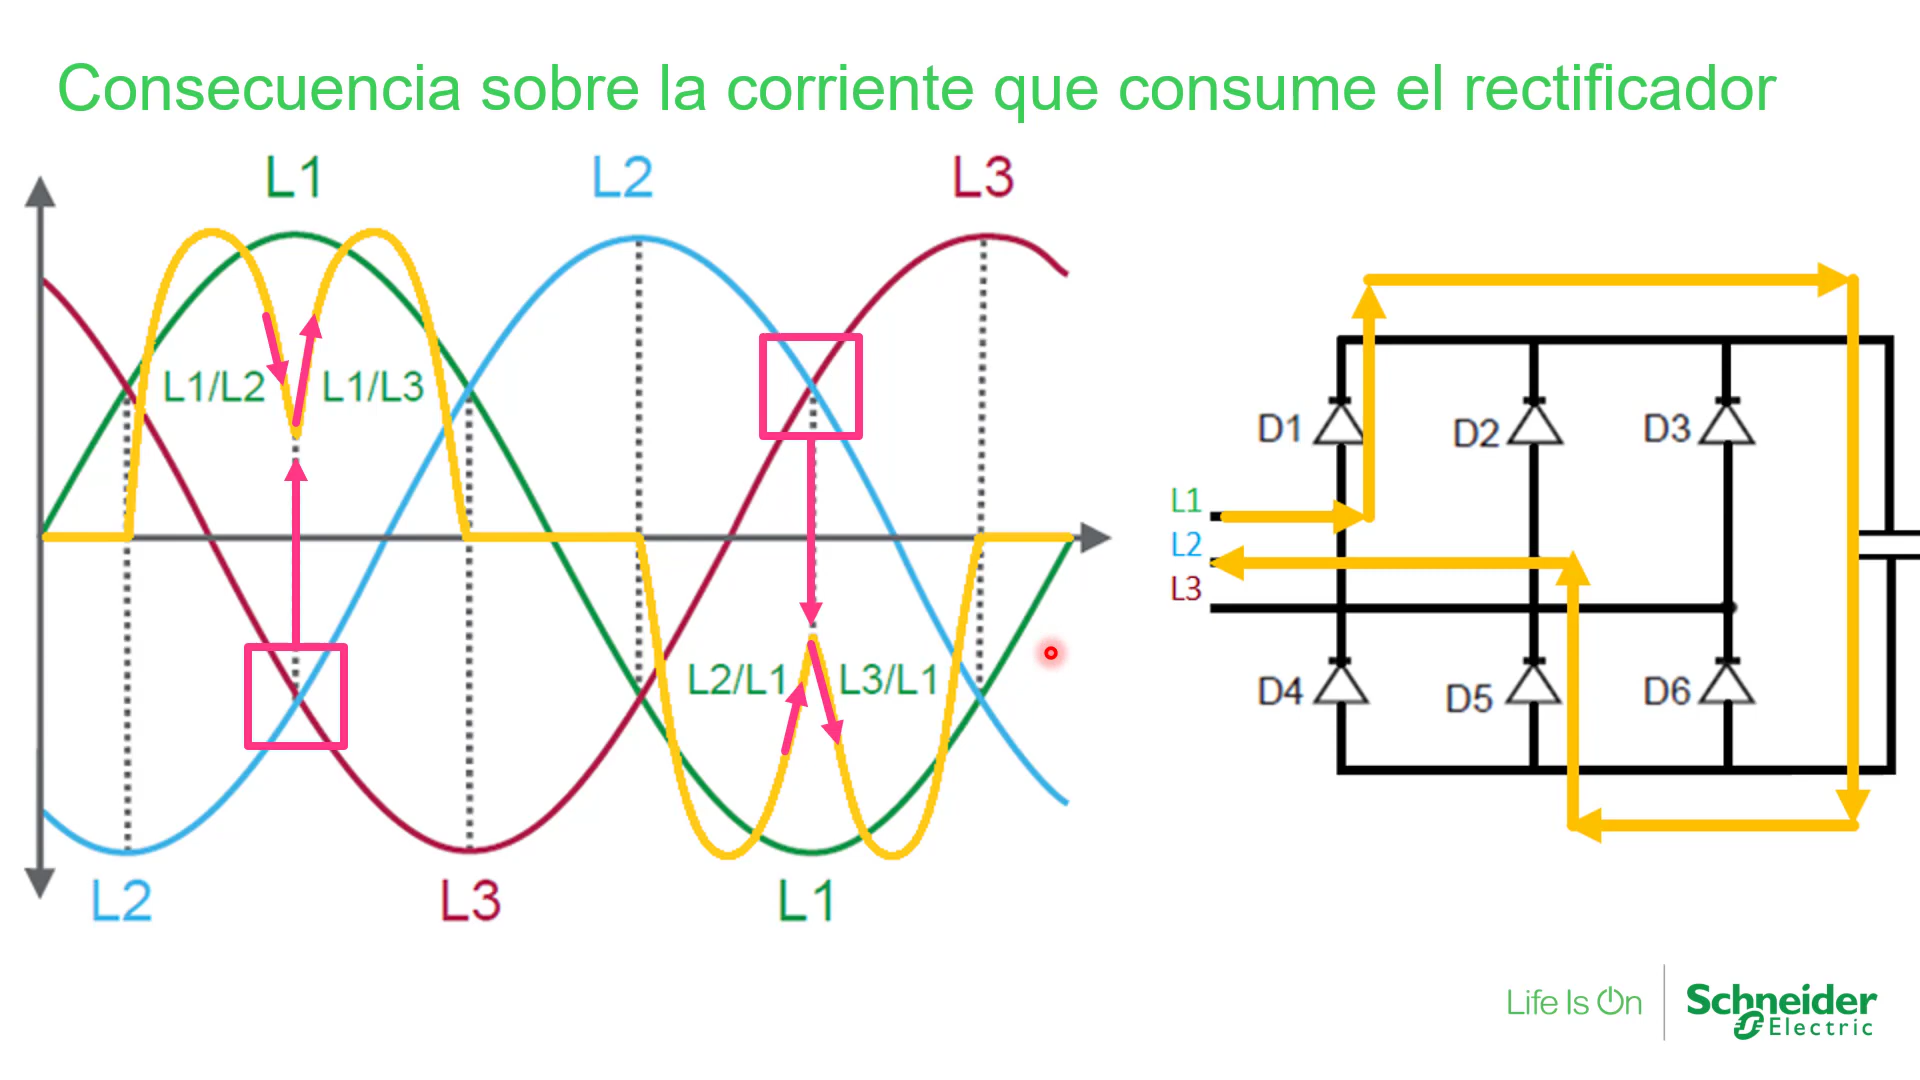 Consecuencia sobre la corriente que consume el rectificador
L1
L2
L3
L1/L2
L1/L3
L2/L1
L3/L1
L2
L3
L1
D1
D2
D3
L1
L2
L3
D4
D5
D6
Life Is On
Schneider
Electric